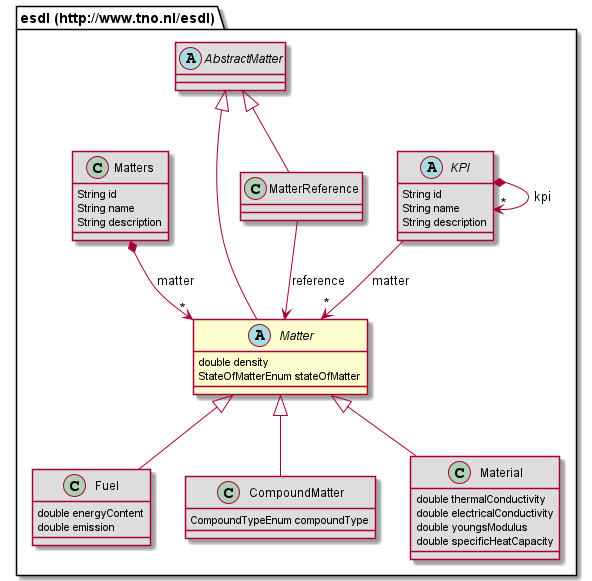 esdl (http://www.tno.nl/esdl)
A AbstractMatter
C Matters
String id
String name
String description
C MatterReference
A KPI
String id
String name
String description
kpi
*
matter
*
reference
matter
*
A Matter
double density
StateOfMatterEnum stateOfMatter
C Fuel
double energyContent
double emission
C CompoundMatter
CompoundTypeEnum compoundType
C Material
double thermalConductivity
double electricalConductivity
double youngsModulus
double specificHeatCapacity